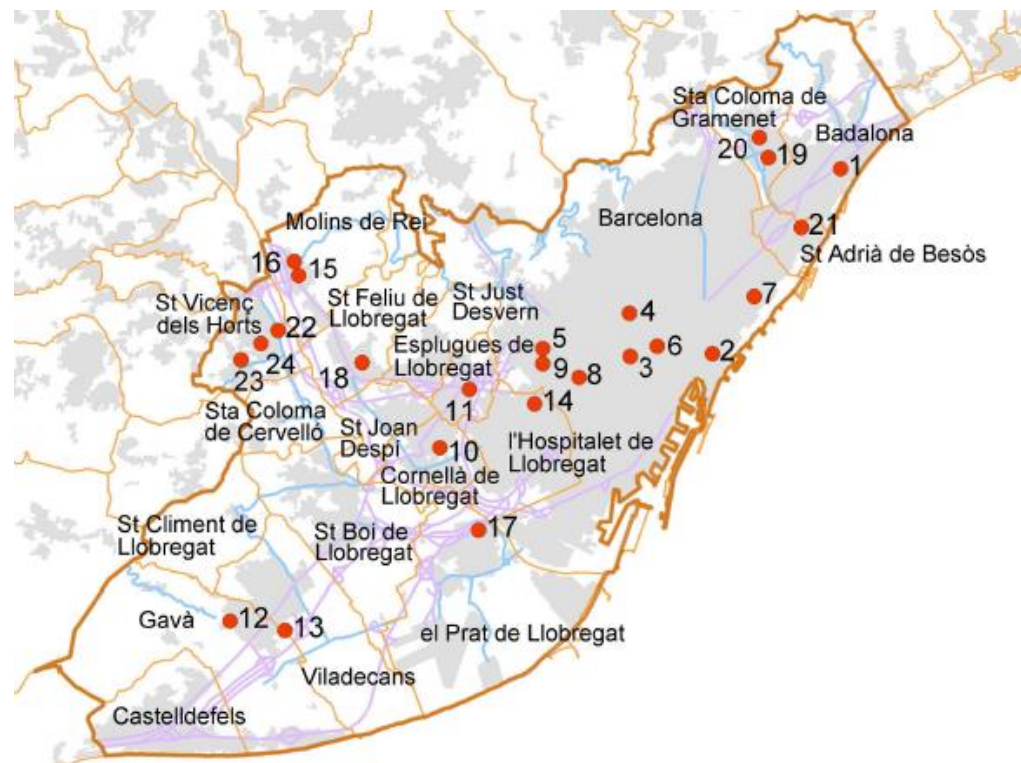 Sta Coloma de
Gramenet
Badalona
20
19
1
Barcelona
21
St Adrià de Besòs
Molins de Rei
16
15
7
St Vicenç
dels Horts
22
St Feliu de
Llobregat
St Just
Desvern
4
5
6
2
Esplugues de
Llobregat
9
3
8
23
24
18
11
14
Sta Coloma
de Cervelló
St Joan
Despí
10
l'Hospitalet de
Llobregat
Cornellà de
Llobregat
St Climent de
Llobregat
St Boi de
Llobregat
17
Gavà
12
13
el Prat de Llobregat
Viladecans
Castelldefels